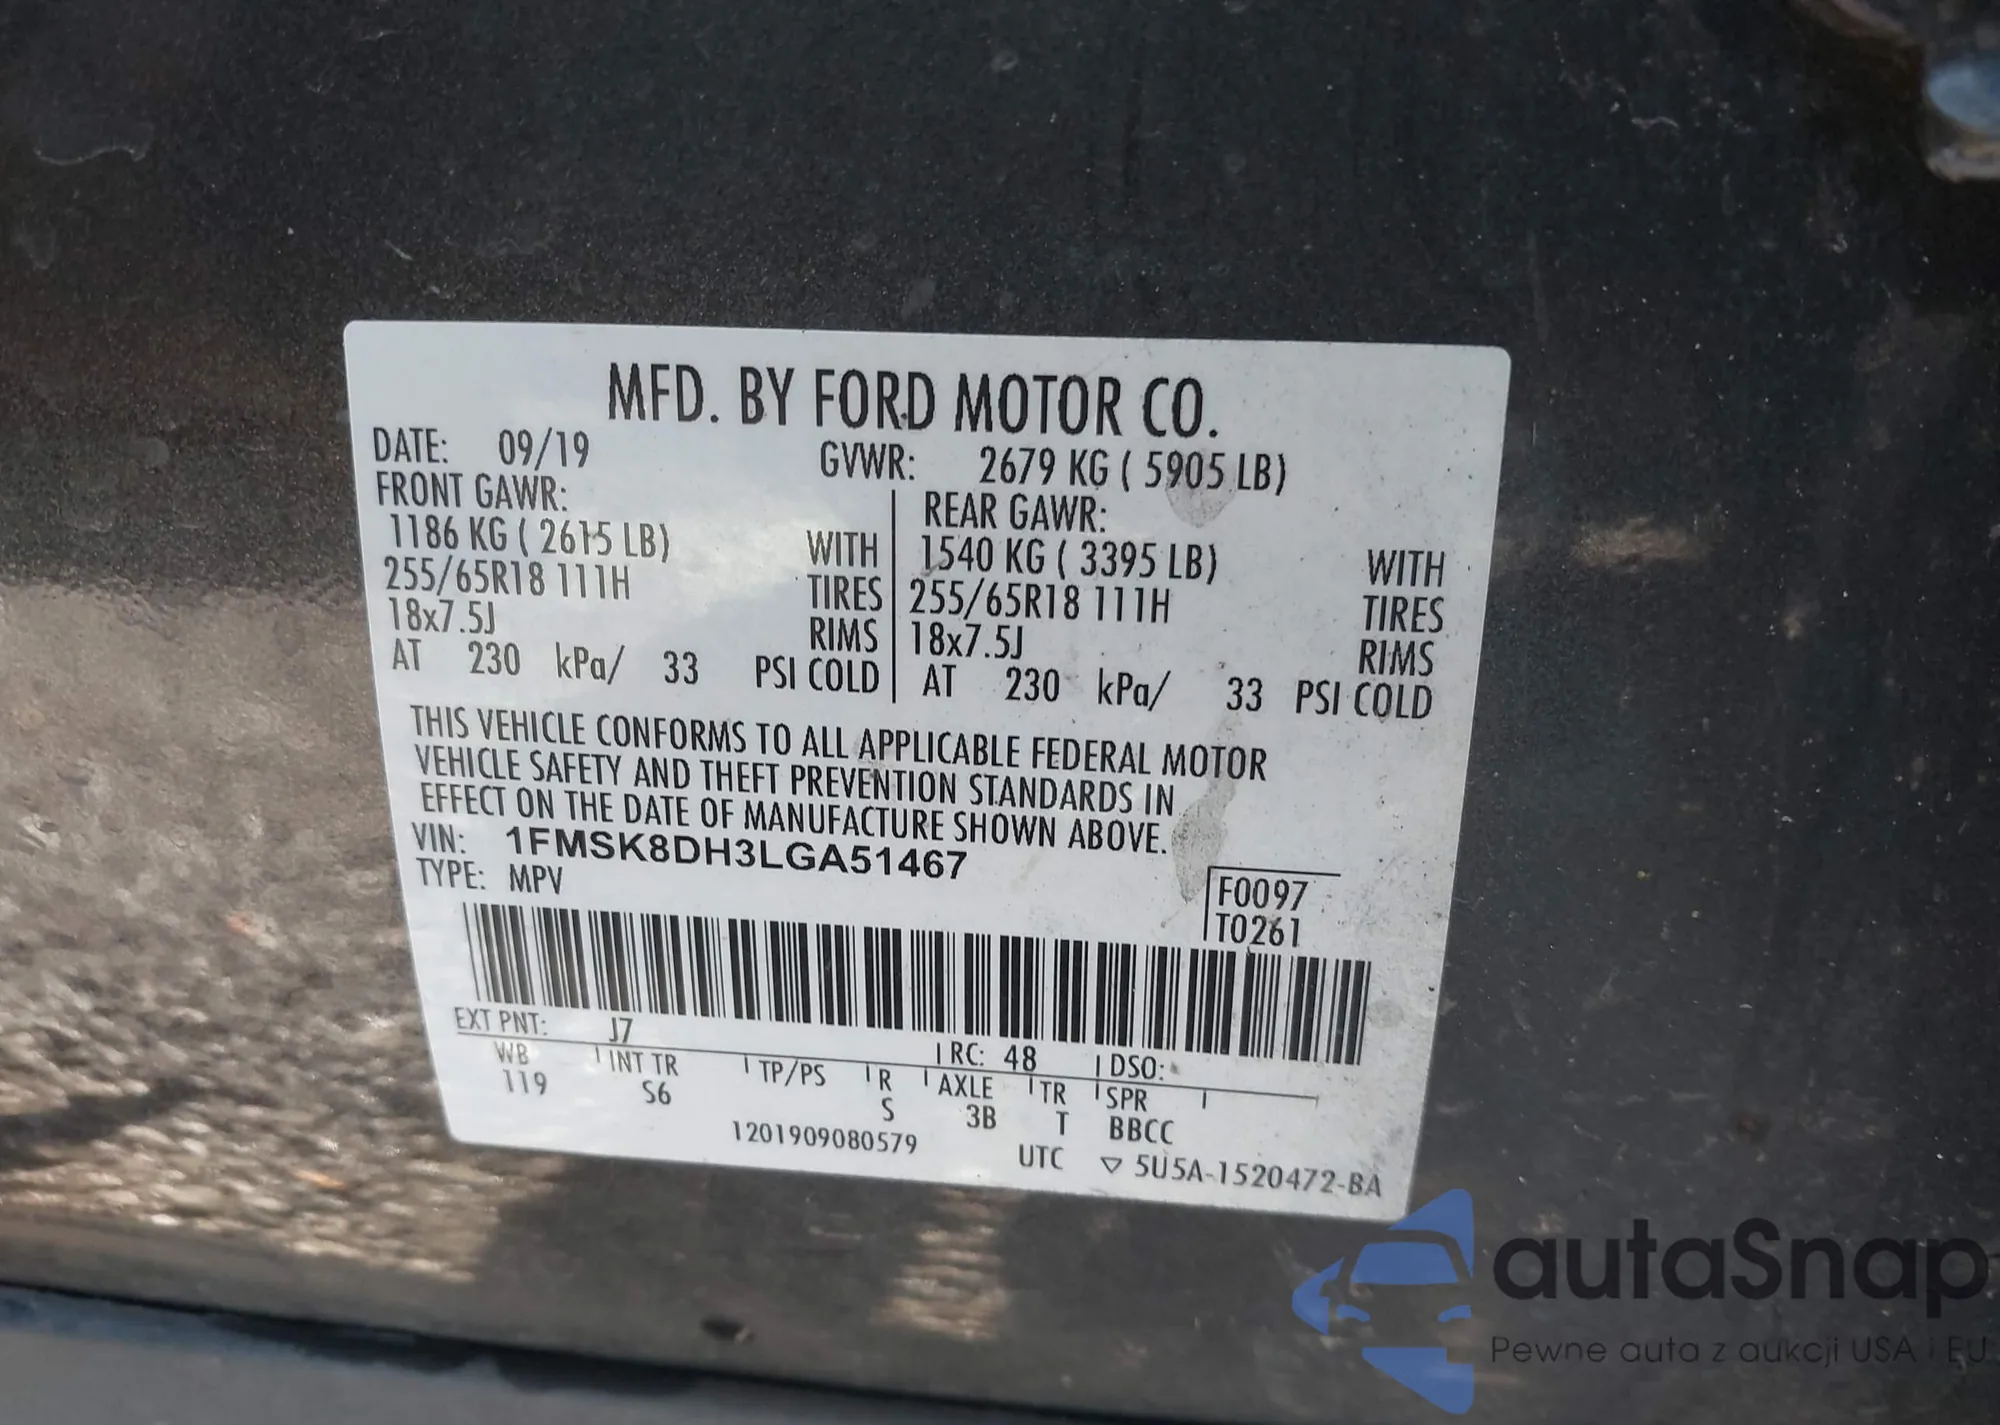 MFD. BY FORD MOTOR CO.
DATE: 09/19 GVWR: 2679 KG ( 5905 LB)
FRONT GAWR: REAR GAWR:
1186 KG ( 2615 LB) WITH 1540 KG ( 3395 LB) WITH
255/65R18 111H TIRES 255/65R18 111H TIRES
18x7.5J RIMS 18x7.5J RIMS
AT 230 kPa/ 33 PSI COLD AT 230 kPa/ 33 PSI COLD
THIS VEHICLE CONFORMS TO ALL APPLICABLE FEDERAL MOTOR
VEHICLE SAFETY AND THEFT PREVENTION STANDARDS IN
EFFECT ON THE DATE OF MANUFACTURE SHOWN ABOVE.
VIN: 1FMSK8DH3LGA51467
TYPE: MPV
F0097
T0261
EXT PNT: J7 RC: 48 DSO:
WB INT TR TP/PS R AXLE TR SPR
119 S6 S 3B T BBCC
1201909080579 UTC ▽ 5U5A-1520472-BA
autaSnap
Pewne auta z aukcji USA i EU